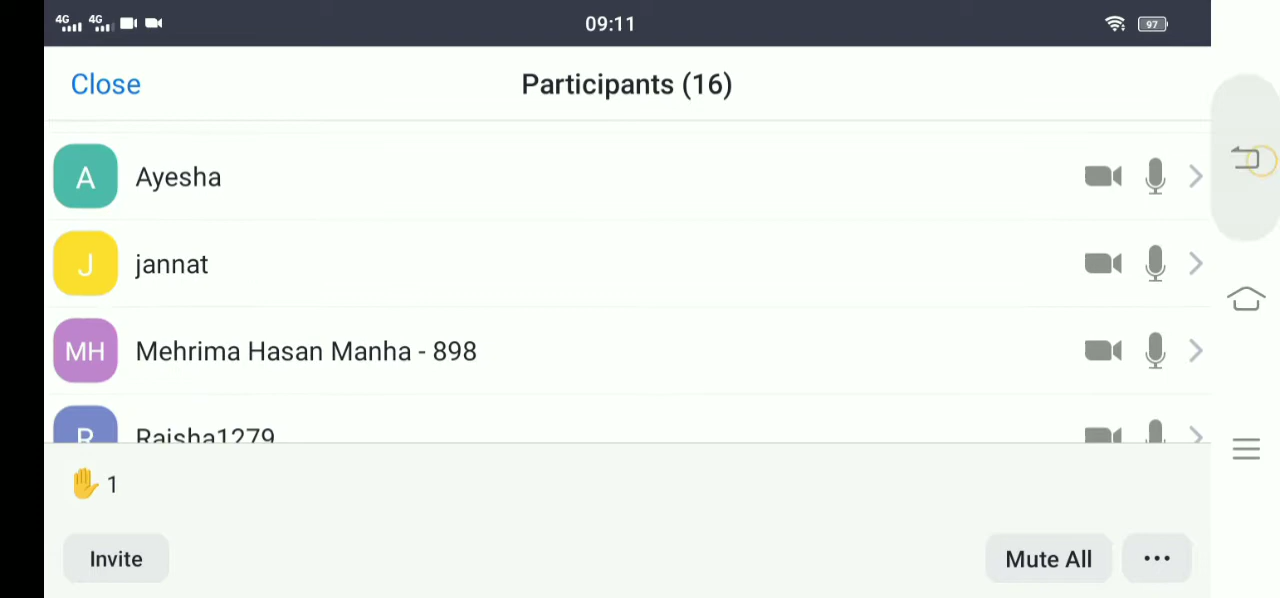 4G 4G 09:11 97
Close Participants (16)
A Ayesha
J jannat
MH Mehrima Hasan Manha - 898
R Raisha1279
1
Invite Mute All